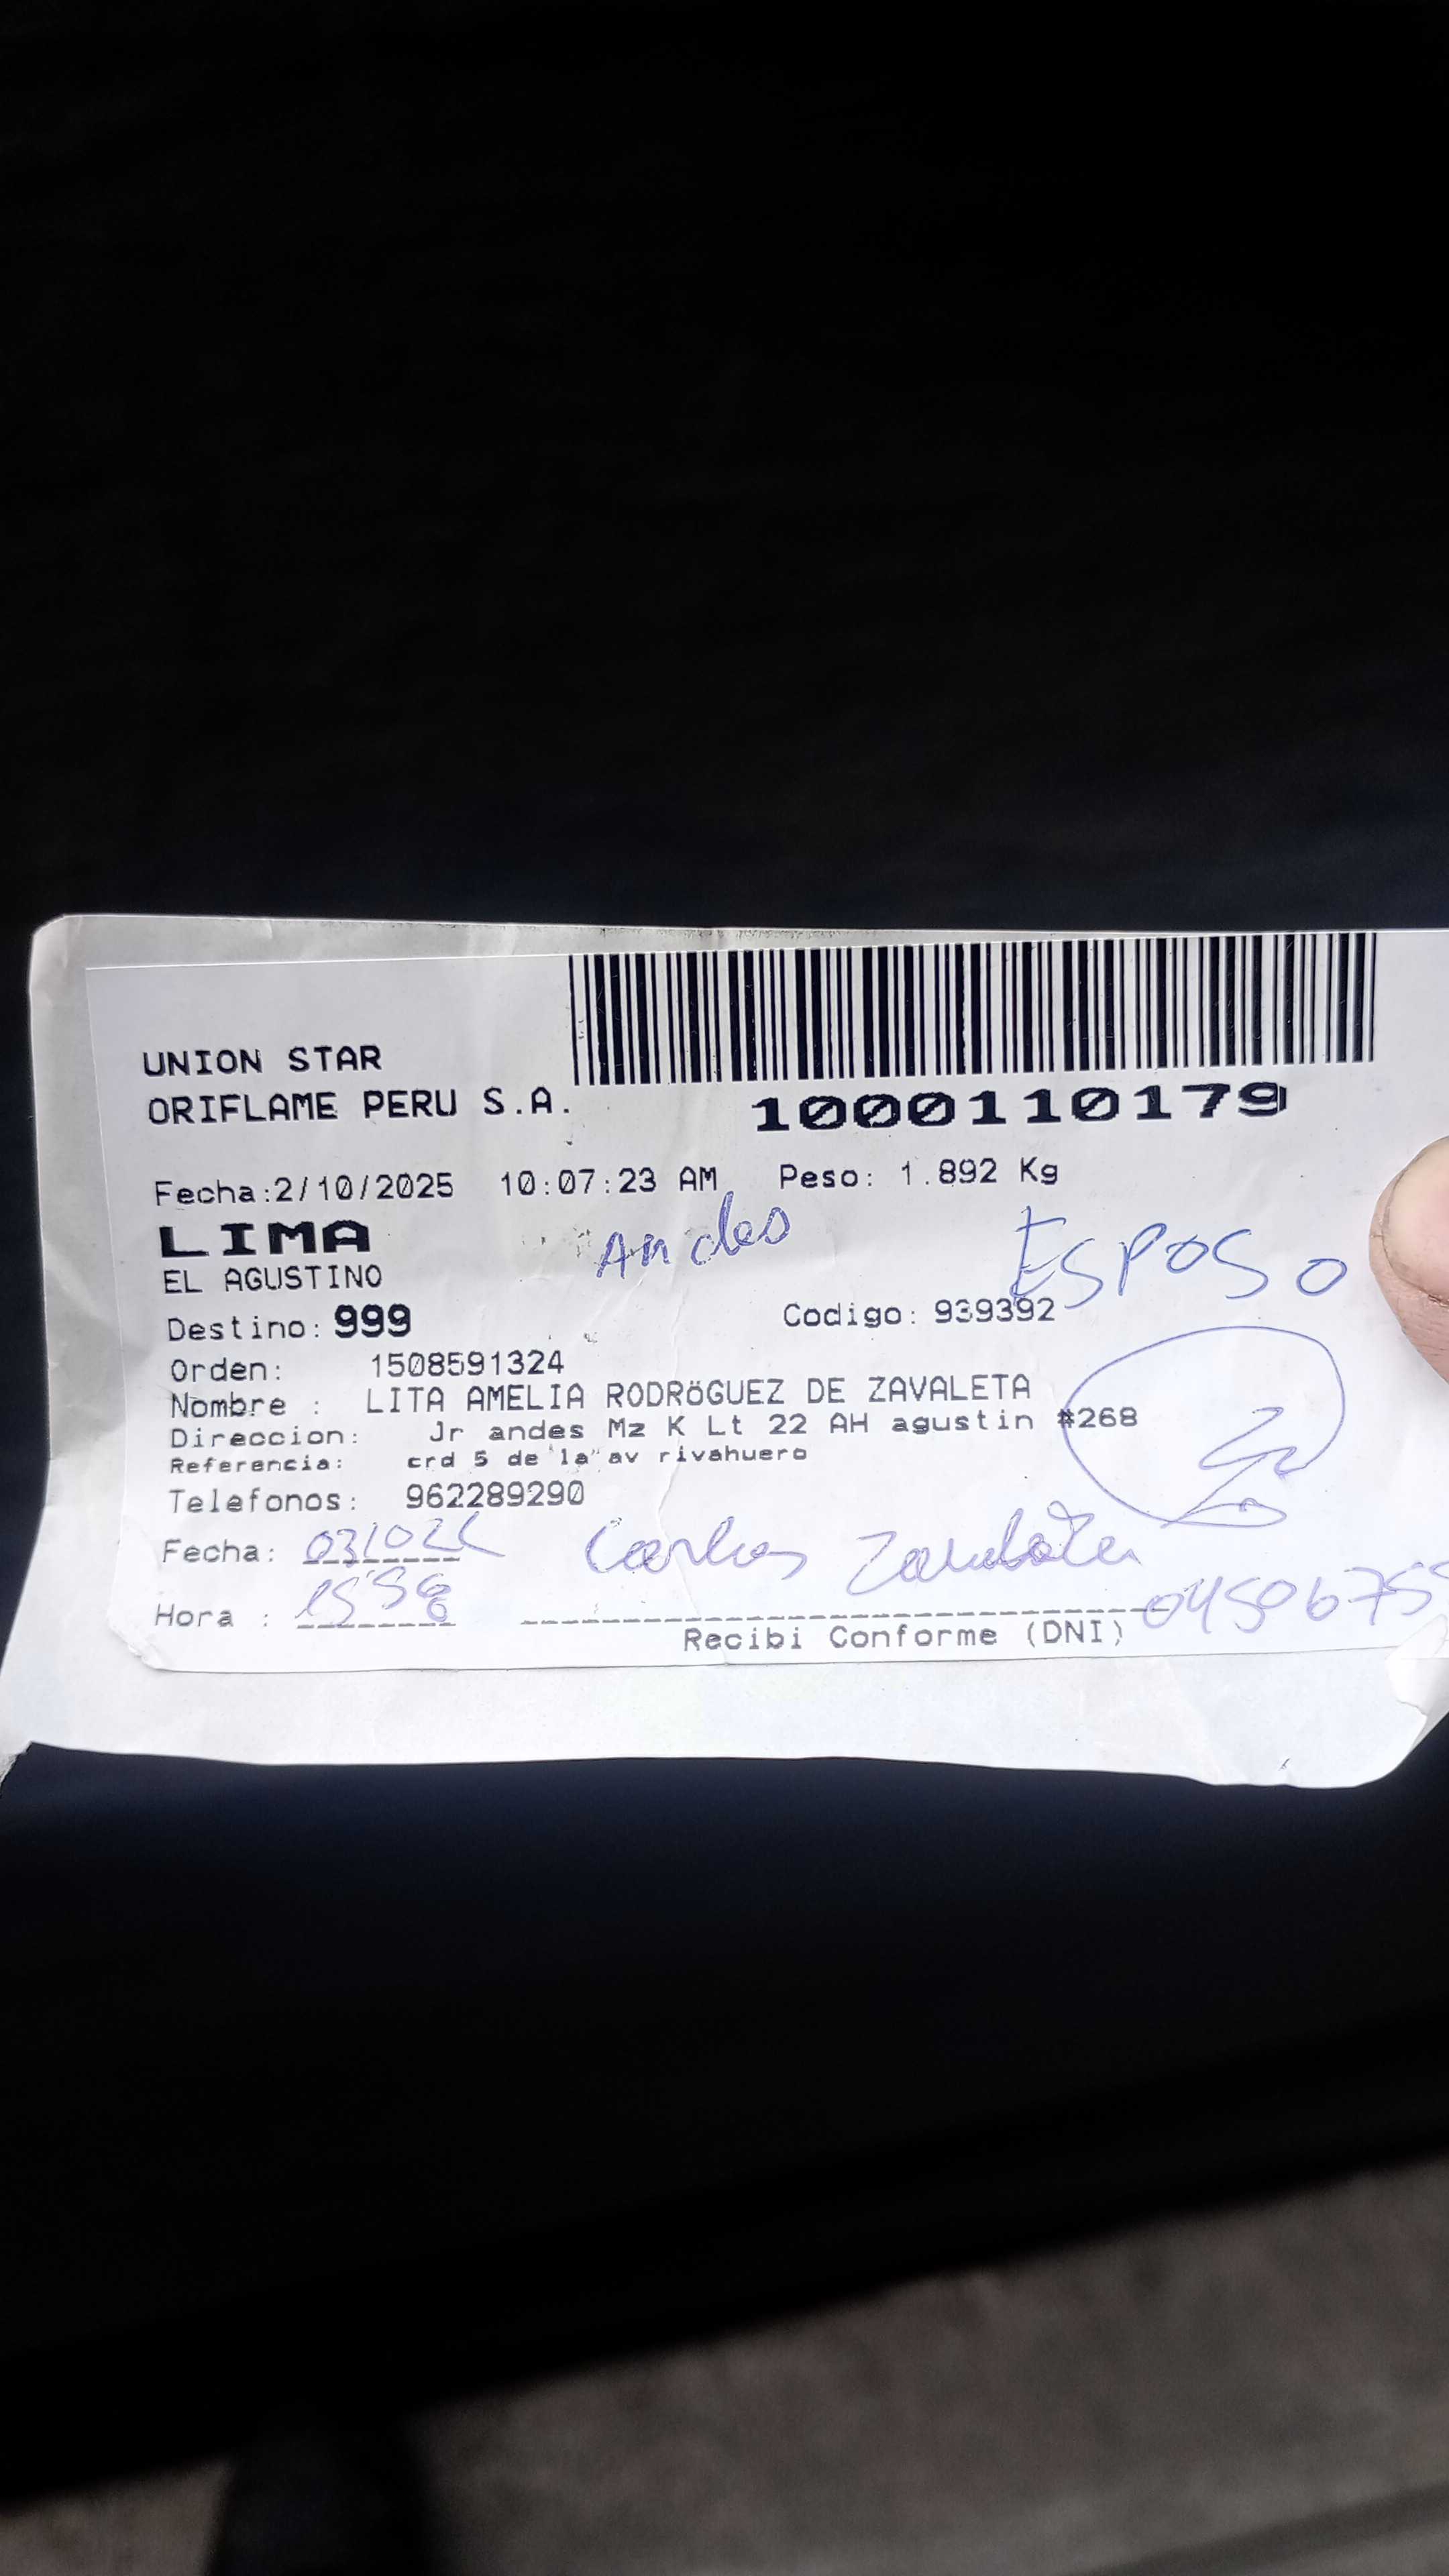 UNION STAR
ORIFLAME PERU S.A.
1000110179
Fecha:2/10/2025 10:07:23 AM Peso: 1.892 Kg
LIMA Andes ESPOSO
EL AGUSTINO
Destino: 999 Codigo: 939392
Orden: 1508591324
Nombre : LITA AMELIA RODRöGUEZ DE ZAVALETA
Direccion: Jr andes Mz K Lt 22 AH agustin #268
Referencia: crd 5 de la av rivahuero
Telefonos: 962289290
Fecha: Carlos Zavaleta
Hora : 0450675
Recibi Conforme (DNI)